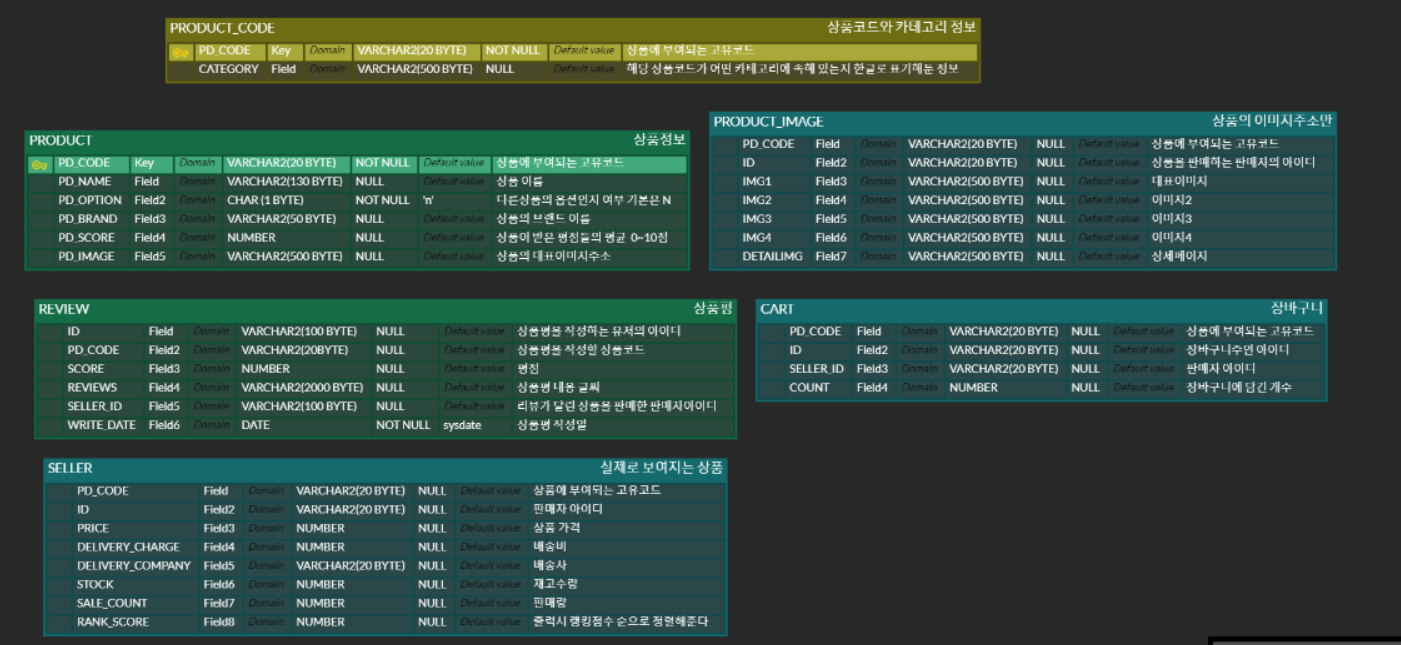 PRODUCT_CODE 상품코드와 카테고리 정보
PD_CODE Key Domain VARCHAR2(20 BYTE) NOT NULL Default value 상품에 부여되는 고유코드
CATEGORY Field Domain VARCHAR2(500 BYTE) NULL Default value 해당 상품코드가 어떤 카테고리에 속해 있는지 한글로 표기해둔 정보
PRODUCT 상품정보
PD_CODE Key Domain VARCHAR2(20 BYTE) NOT NULL Default value 상품에 부여되는 고유코드
PD_NAME Field Domain VARCHAR2(130 BYTE) NULL Default value 상품 이름
PD_OPTION Field2 Domain CHAR (1 BYTE) NOT NULL 'n' 다른상품의 옵션인지 여부 기본은 N
PD_BRAND Field3 Domain VARCHAR2(50 BYTE) NULL Default value 상품의 브랜드 이름
PD_SCORE Field4 Domain NUMBER NULL Default value 상품이 받은 평점들의 평균 0~10점
PD_IMAGE Field5 Domain VARCHAR2(500 BYTE) NULL Default value 상품의 대표이미지주소
PRODUCT_IMAGE 상품의 이미지주소만
PD_CODE Field Domain VARCHAR2(20 BYTE) NULL Default value 상품에 부여되는 고유코드
ID Field2 Domain VARCHAR2(20 BYTE) NULL Default value 상품을 판매하는 판매자의 아이디
IMG1 Field3 Domain VARCHAR2(500 BYTE) NULL Default value 대표이미지
IMG2 Field4 Domain VARCHAR2(500 BYTE) NULL Default value 이미지2
IMG3 Field5 Domain VARCHAR2(500 BYTE) NULL Default value 이미지3
IMG4 Field6 Domain VARCHAR2(500 BYTE) NULL Default value 이미지4
DETAILIMG Field7 Domain VARCHAR2(500 BYTE) NULL Default value 상세페이지
REVIEW 상품평
ID Field Domain VARCHAR2(100 BYTE) NULL Default value 상품평을 작성하는 유저의 아이디
PD_CODE Field2 Domain VARCHAR2(20BYTE) NULL Default value 상품평을 작성할 상품코드
SCORE Field3 Domain NUMBER NULL Default value 평점
REVIEWS Field4 Domain VARCHAR2(2000 BYTE) NULL Default value 상품평 내용 글씨
SELLER_ID Field5 Domain VARCHAR2(100 BYTE) NULL Default value 리뷰가 달린 상품을 판매한 판매자아이디
WRITE_DATE Field6 Domain DATE NOT NULL sysdate 상품평 작성일
CART 장바구니
PD_CODE Field Domain VARCHAR2(20 BYTE) NULL Default value 상품에 부여되는 고유코드
ID Field2 Domain VARCHAR2(20 BYTE) NULL Default value 장바구니주인 아이디
SELLER_ID Field3 Domain VARCHAR2(20 BYTE) NULL Default value 판매자 아이디
COUNT Field4 Domain NUMBER NULL Default value 장바구니에 담긴 개수
SELLER 실제로 보여지는 상품
PD_CODE Field Domain VARCHAR2(20 BYTE) NULL Default value 상품에 부여되는 고유코드
ID Field2 Domain VARCHAR2(20 BYTE) NULL Default value 판매자 아이디
PRICE Field3 Domain NUMBER NULL Default value 상품 가격
DELIVERY_CHARGE Field4 Domain NUMBER NULL Default value 배송비
DELIVERY_COMPANY Field5 Domain VARCHAR2(20 BYTE) NULL Default value 배송사
STOCK Field6 Domain NUMBER NULL Default value 재고수량
SALE_COUNT Field7 Domain NUMBER NULL Default value 판매량
RANK_SCORE Field8 Domain NUMBER NULL Default value 출력시 랭킹점수 순으로 정렬해준다